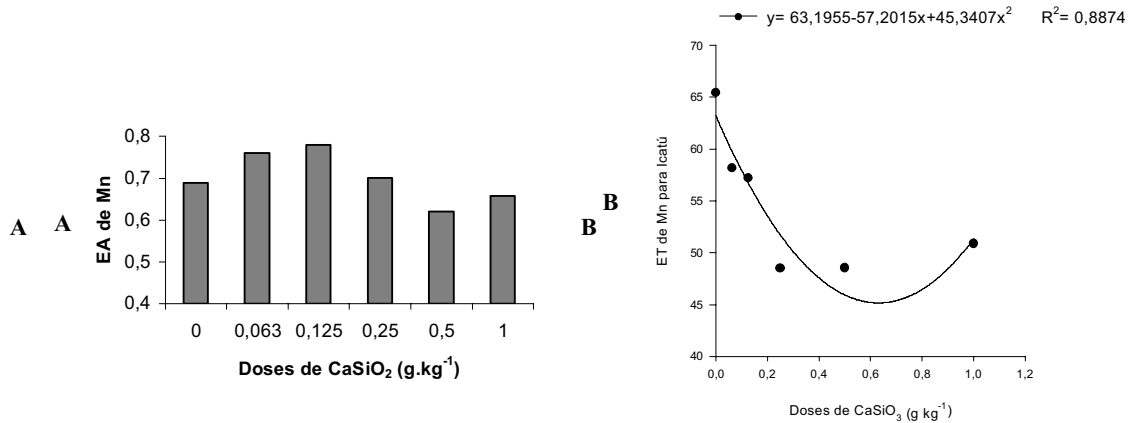 A
A
EA de Mn
0,8
0,7
0,6
0,5
0,4
0 0,063 0,125 0,25 0,5 1
Doses de CaSiO₂ (g.kg⁻¹)
B
B
y= 63,1955-57,2015x+45,3407x² R²= 0,8874
ET de Mn para Icatú
70
65
60
55
50
45
40
0,0 0,2 0,4 0,6 0,8 1,0 1,2
Doses de CaSiO₃ (g kg⁻¹)